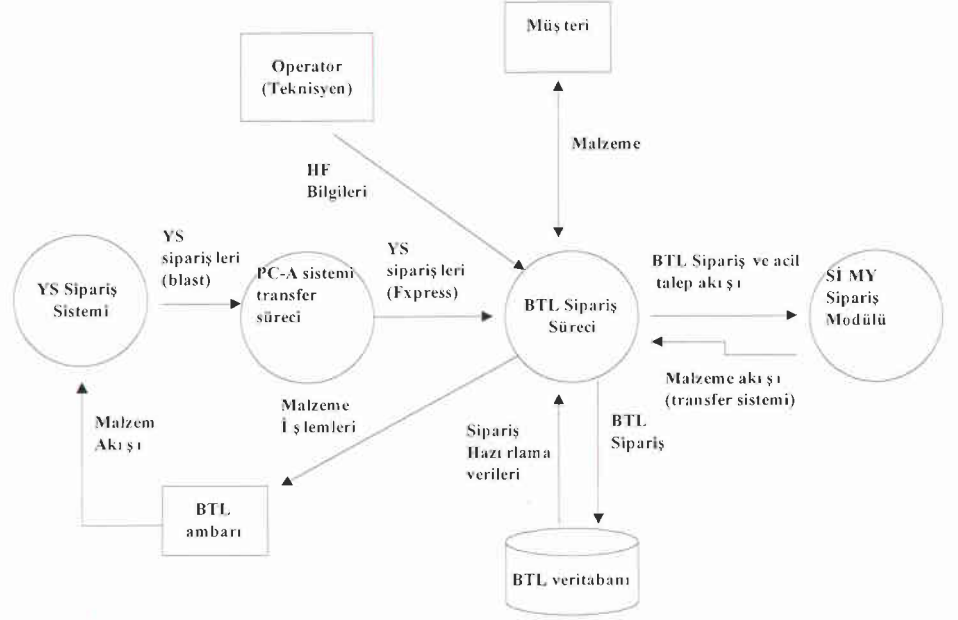 Müşteri
Operator
(Teknisyen)
Malzeme
HF
Bilgileri
YS
siparişleri
(blast)
YS
siparişleri
(Fxpress)
YS Sipariş
Sistemi
PC-A sistemi
transfer
süreci
BTL Sipariş
Süreci
BTL Sipariş ve acil
talep akışı
Sİ MY
Sipariş
Modülü
Malzeme akışı
(transfer sistemi)
Malzem
Akışı
Malzeme
İşlemleri
Sipariş
Hazırlama
verileri
BTL
Sipariş
BTL
ambarı
BTL veritabanı